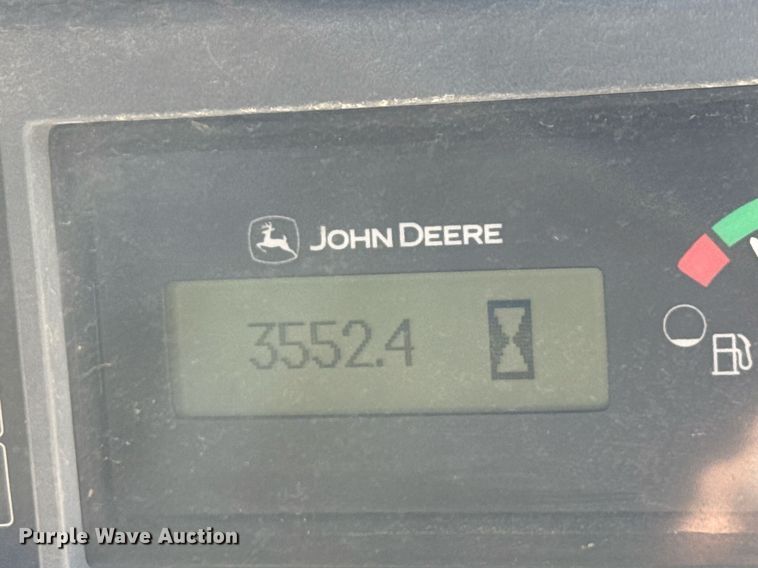 JOHN DEERE
3552.4
Purple Wave Auction